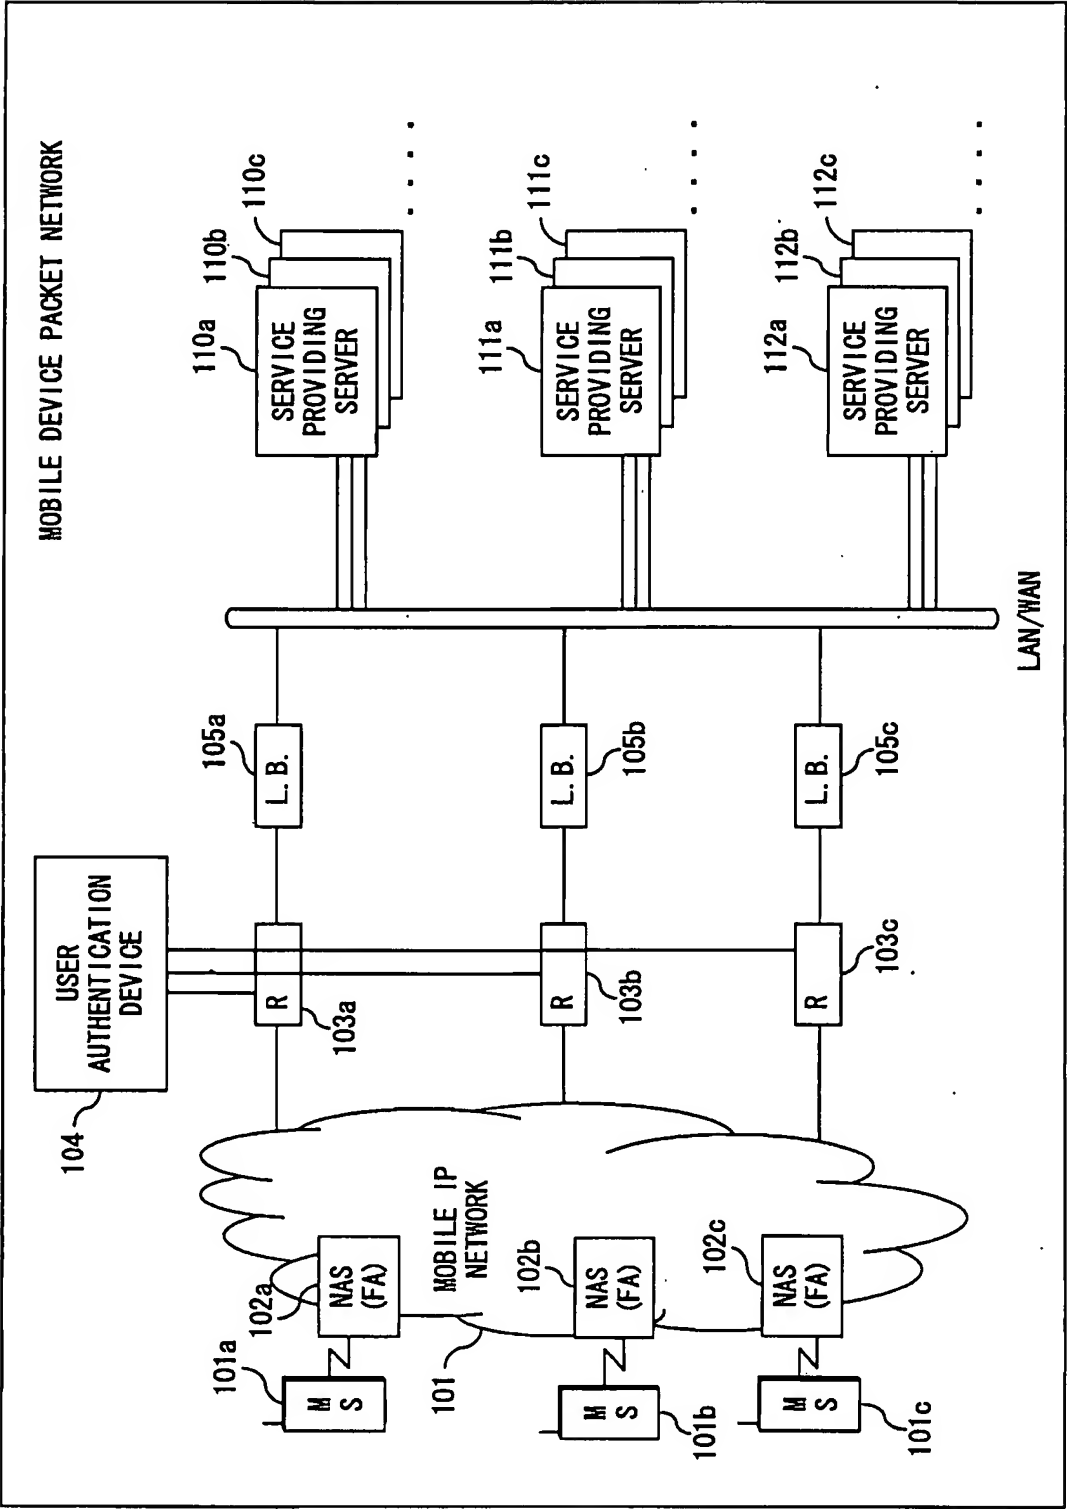 MOBILE DEVICE PACKET NETWORK
104
USER
AUTHENTICATION
DEVICE
101a
102a
M
S
NAS
(FA)
R
103a
105a
L.B.
110a
110b
110c
SERVICE
PROVIDING
SERVER
MOBILE IP
NETWORK
101
102b
M
S
101b
NAS
(FA)
R
103b
L.B.
105b
111a
111b
111c
SERVICE
PROVIDING
SERVER
102c
M
S
101c
NAS
(FA)
R
103c
L.B.
105c
112a
112b
112c
SERVICE
PROVIDING
SERVER
LAN/WAN